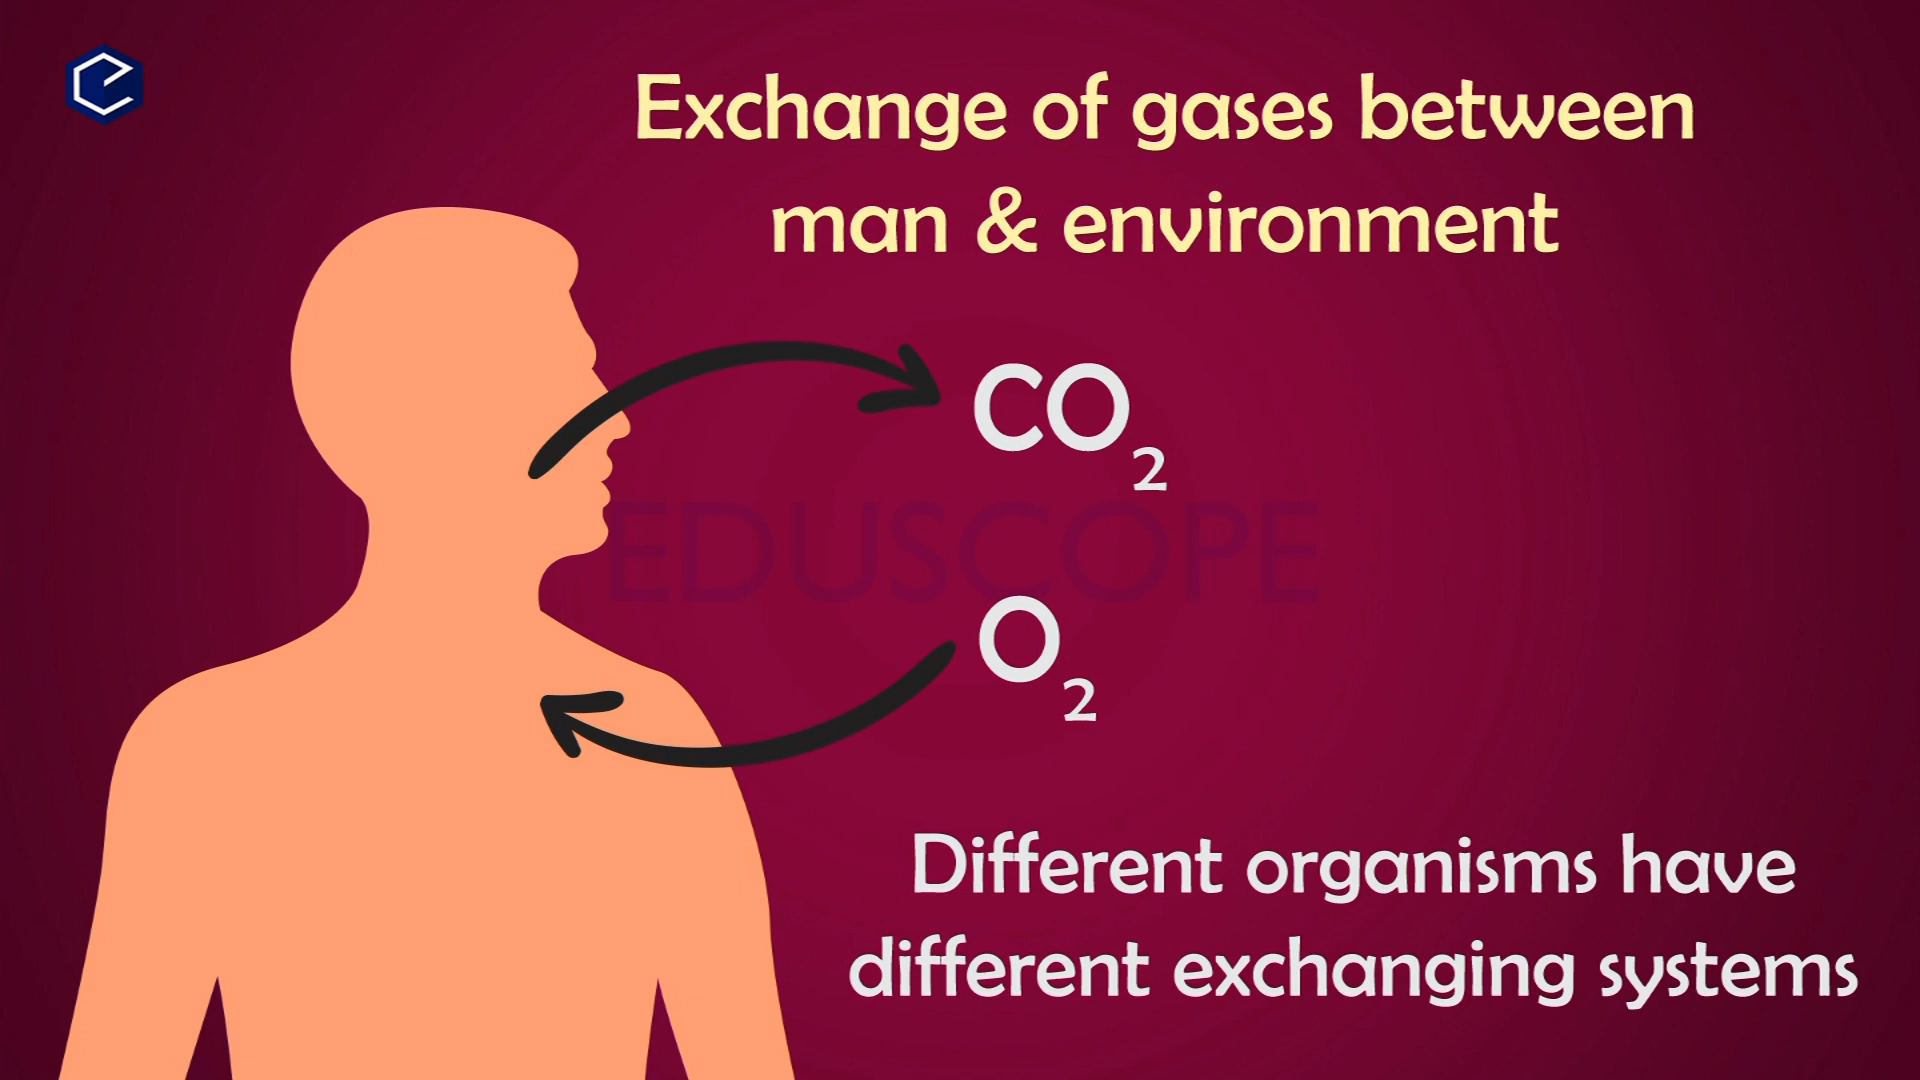 Exchange of gases between
man & environment
CO₂
EDUSCOPE
O₂
Different organisms have
different exchanging systems